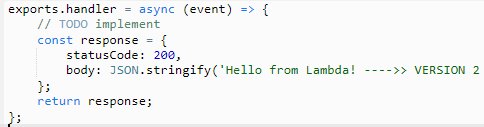 exports.handler = async (event) => {
    // TODO implement
    const response = {
        statusCode: 200,
        body: JSON.stringify('Hello from Lambda! ---->> VERSION 2
    };
    return response;
};